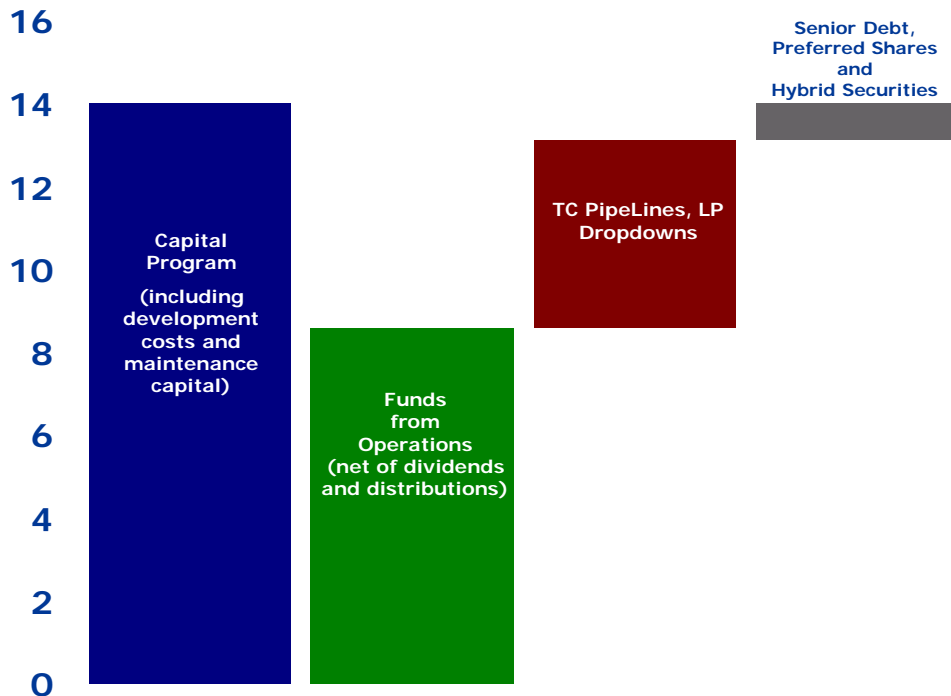 16
14
12
10
8
6
4
2
0
Capital
Program
(including
development
costs and
maintenance
capital)
Funds
from
Operations
(net of dividends
and distributions)
TC PipeLines, LP
Dropdowns
Senior Debt,
Preferred Shares
and
Hybrid Securities